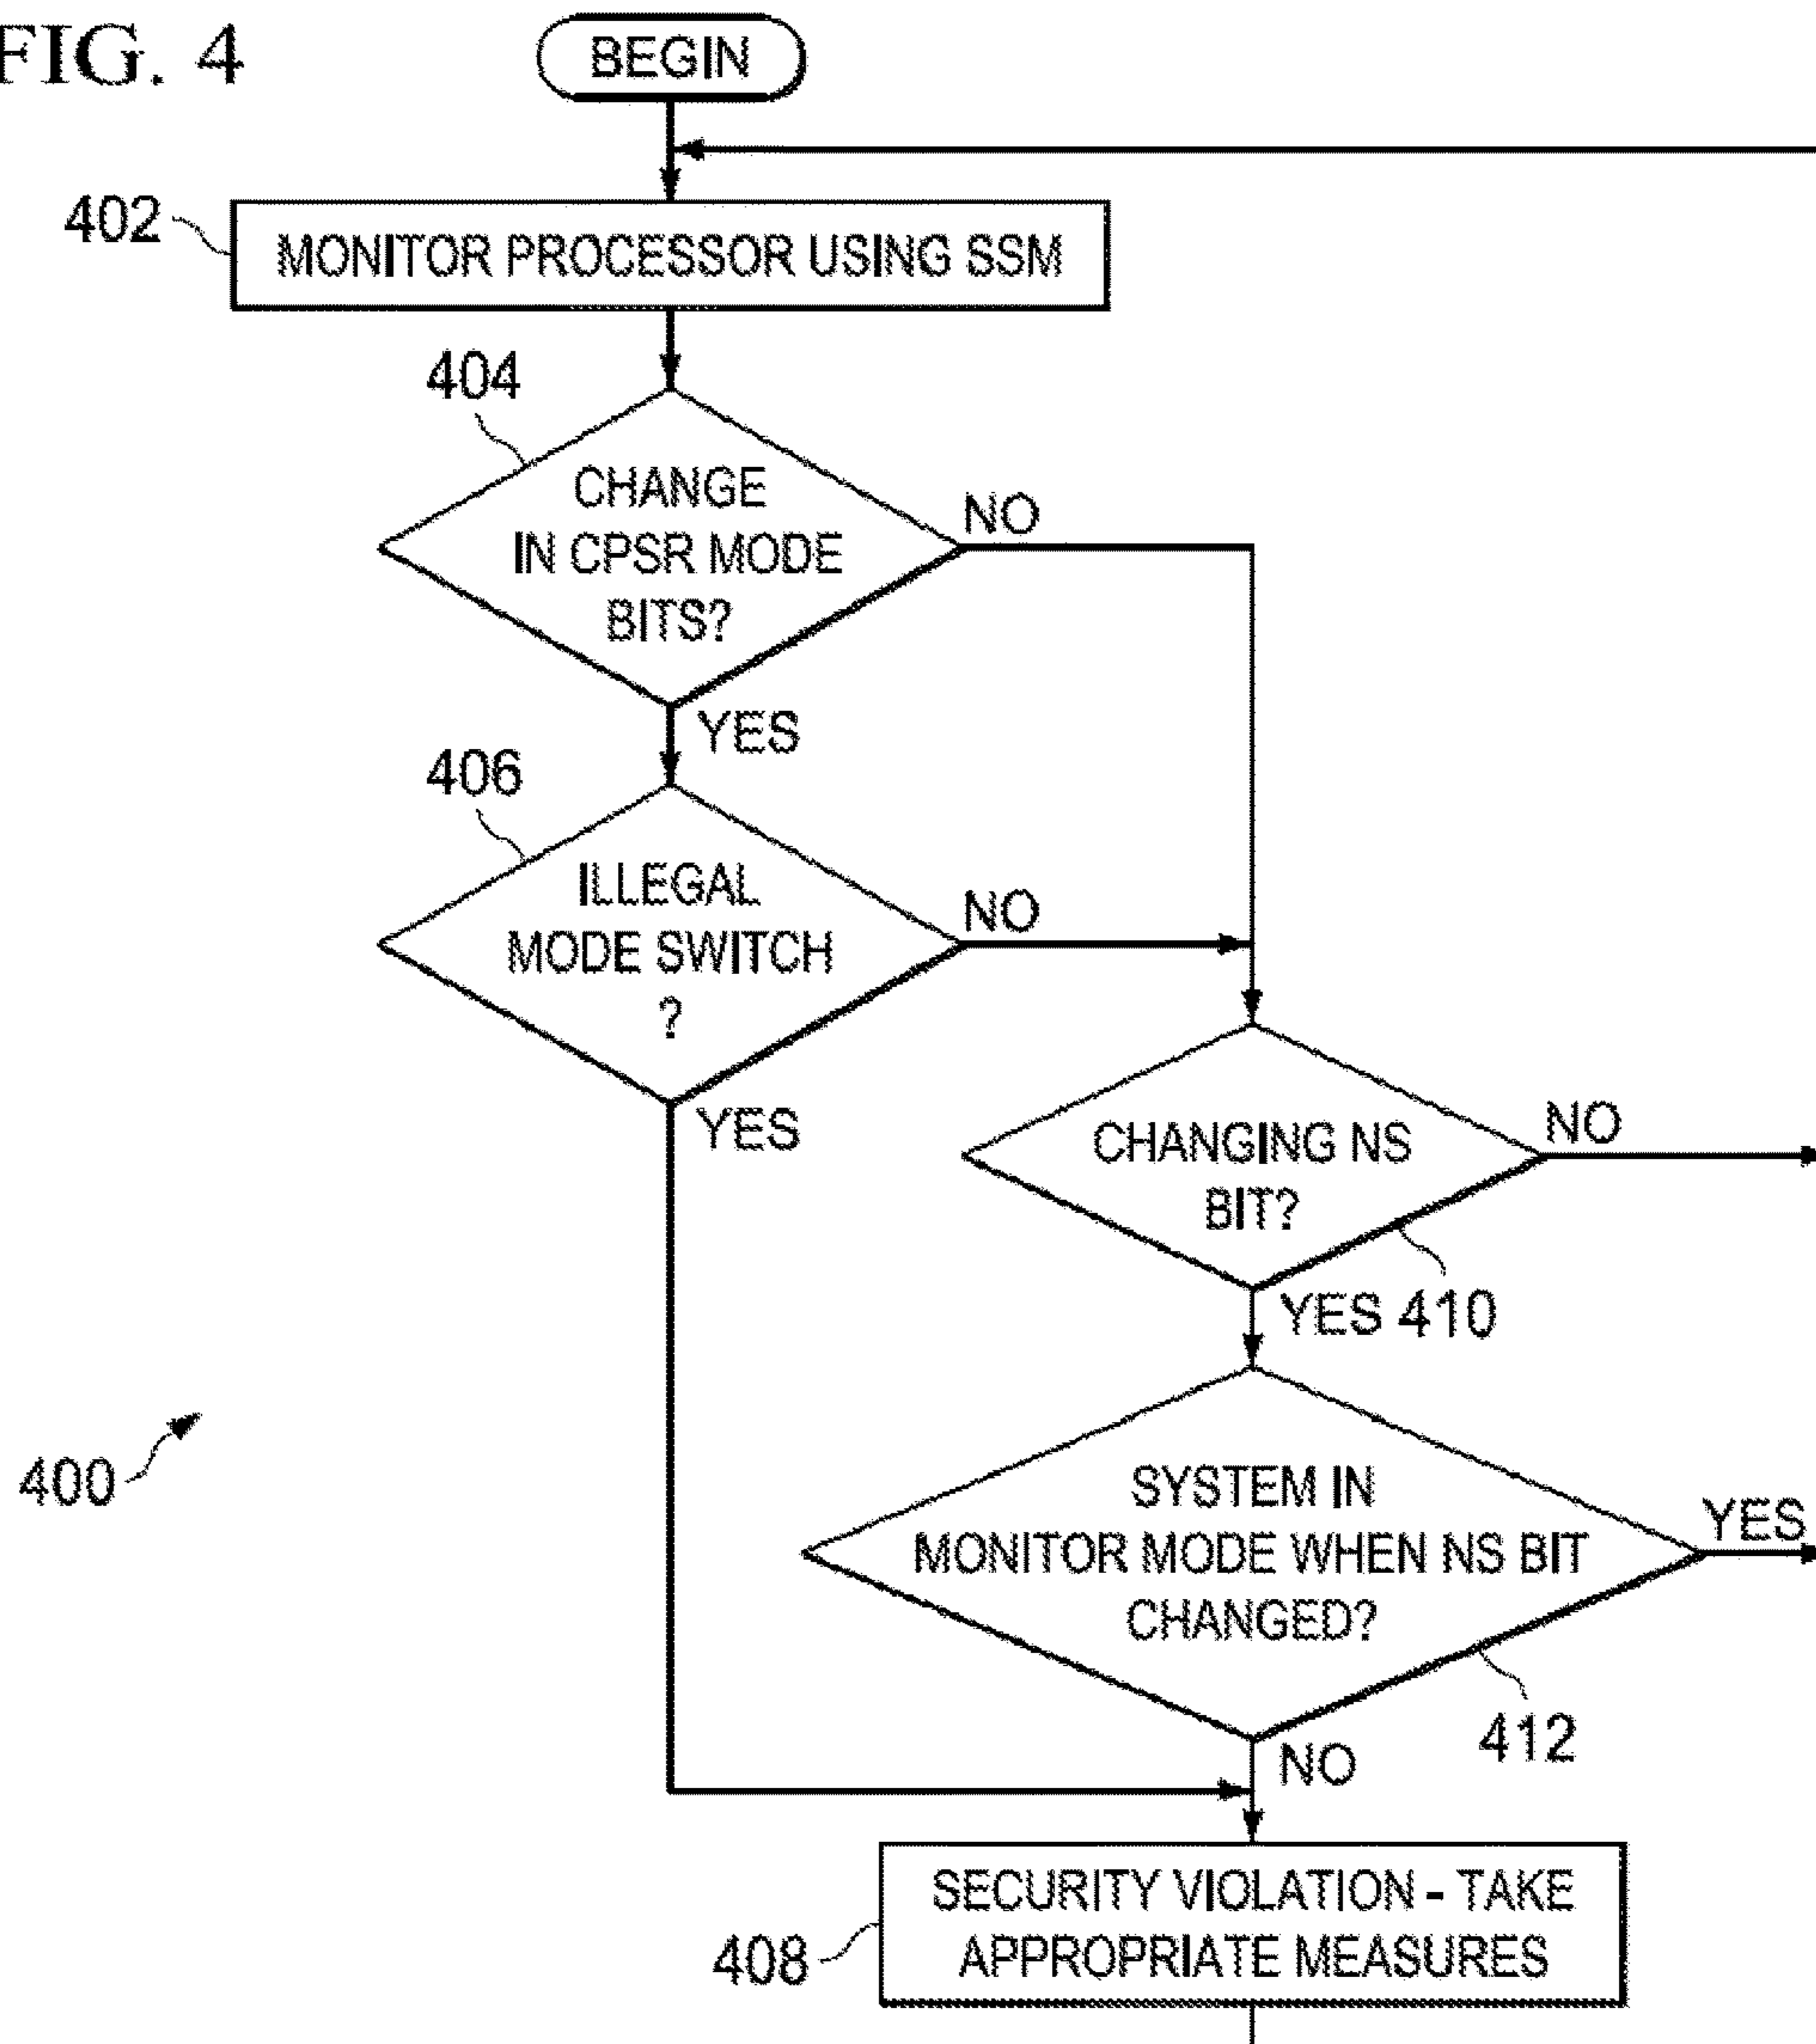 FIG. 4
BEGIN
402
MONITOR PROCESSOR USING SSM
404
CHANGE
IN CPSR MODE
BITS?
NO
YES
406
ILLEGAL
MODE SWITCH
?
NO
YES
CHANGING NS
BIT?
NO
YES 410
400
SYSTEM IN
MONITOR MODE WHEN NS BIT
CHANGED?
YES
412
NO
SECURITY VIOLATION - TAKE
APPROPRIATE MEASURES
408